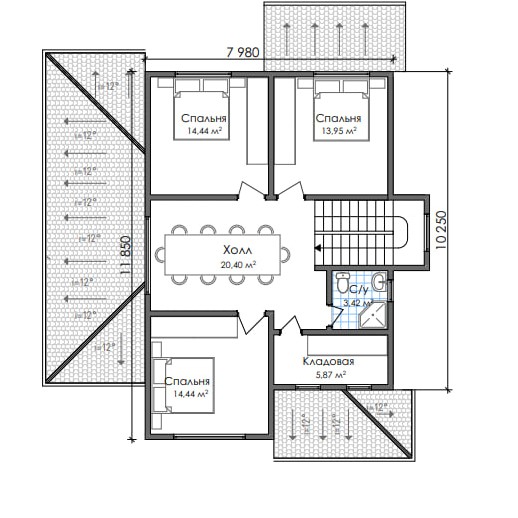 7 980
i=12°
i=12°
Спальня
14,44 м²
Спальня
13,95 м²
i=12°
i=12°
i=12°
i=12°
11 850
10 250
Холл
20,40 м²
i=12°
i=12°
С/у
3,42 м²
i=12°
Кладовая
5,87 м²
Спальня
14,44 м²
i=12°
i=12°
i=12°